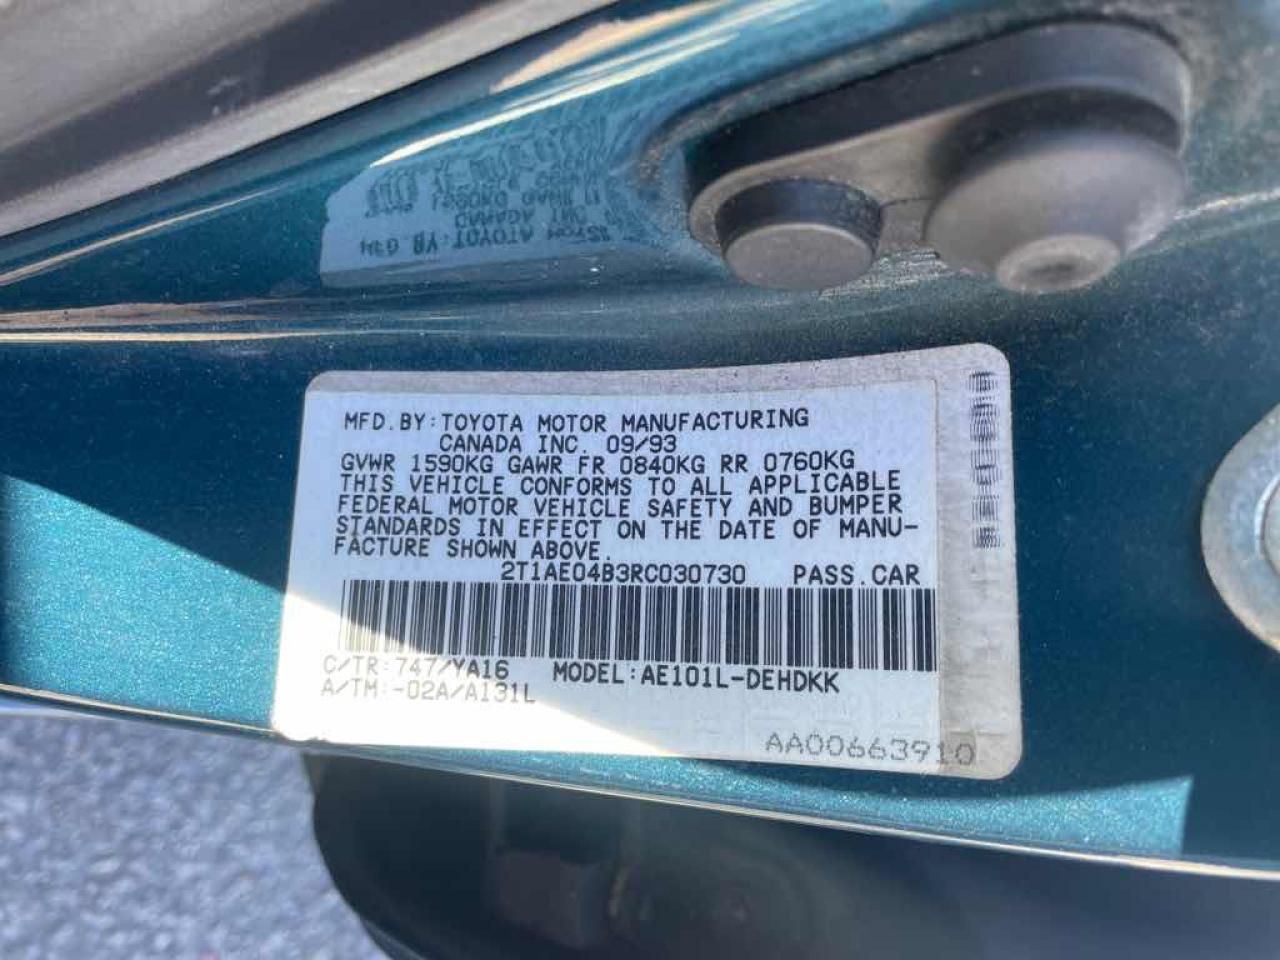 MFD.BY:TOYOTA MOTOR MANUFACTURING
CANADA INC. 09/93
GVWR 1590KG GAWR FR 0840KG RR 0760KG
THIS VEHICLE CONFORMS TO ALL APPLICABLE
FEDERAL MOTOR VEHICLE SAFETY AND BUMPER
STANDARDS IN EFFECT ON THE DATE OF MANU-
FACTURE SHOWN ABOVE.
2T1AE04B3RC030730 PASS.CAR
C/TR:747/YA16 MODEL:AE101L-DEHDKK
A/TM:-02A/A131L
AA00663910